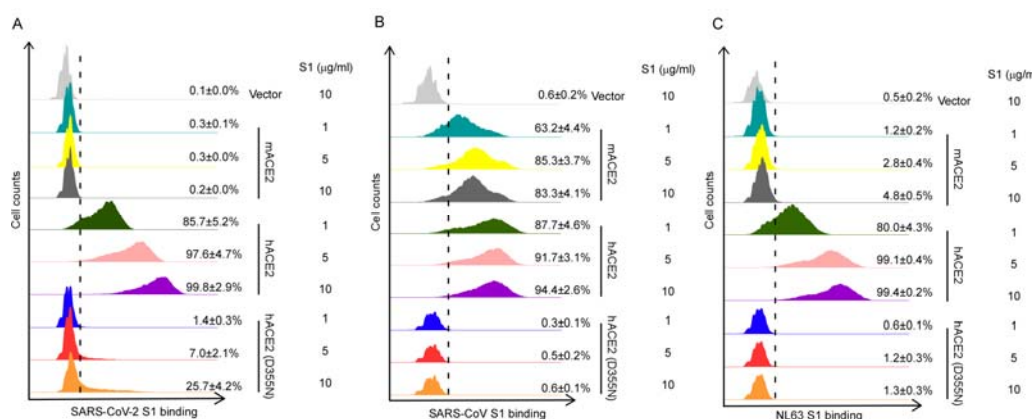 A
S1 (µg/ml)
0.1±0.0% Vector 10
0.3±0.1% 1
0.3±0.0% 5
0.2±0.0% 10
mACE2
85.7±5.2% 1
97.6±4.7% 5
99.8±2.9% 10
hACE2
1.4±0.3% 1
7.0±2.1% 5
25.7±4.2% 10
hACE2 (D355N)
Cell counts
SARS-CoV-2 S1 binding
B
S1 (µg/ml)
0.6±0.2% Vector 10
63.2±4.4% 1
85.3±3.7% 5
83.3±4.1% 10
mACE2
87.7±4.6% 1
91.7±3.1% 5
94.4±2.6% 10
hACE2
0.3±0.1% 1
0.5±0.2% 5
0.6±0.1% 10
hACE2 (D355N)
Cell counts
SARS-CoV S1 binding
C
S1 (µg/m
0.5±0.2% Vector 10
1.2±0.2% 1
2.8±0.4% 5
4.8±0.5% 10
mACE2
80.0±4.3% 1
99.1±0.4% 5
99.4±0.2% 10
hACE2
0.6±0.1% 1
1.2±0.3% 5
1.3±0.3% 10
hACE2 (D355N)
Cell counts
NL63 S1 binding